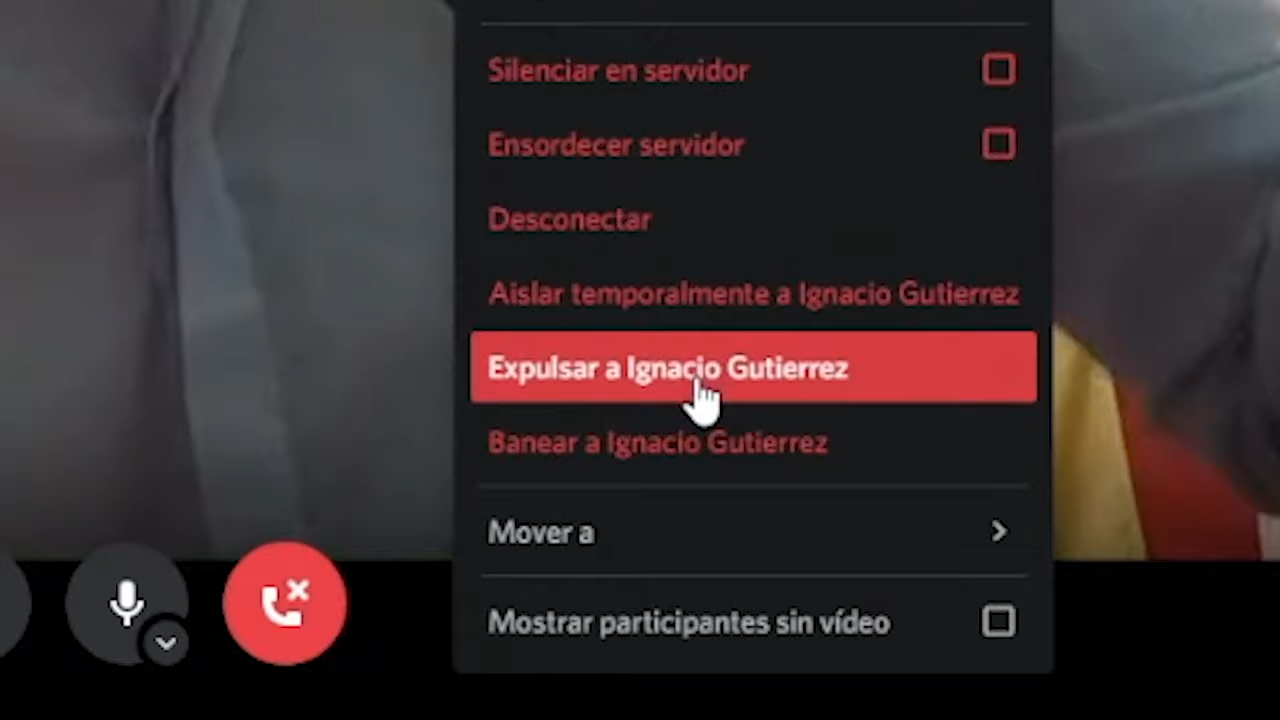 Silenciar en servidor
Ensordecer servidor
Desconectar
Aislar temporalmente a Ignacio Gutierrez
Expulsar a Ignacio Gutierrez
Banear a Ignacio Gutierrez
Mover a
Mostrar participantes sin vídeo